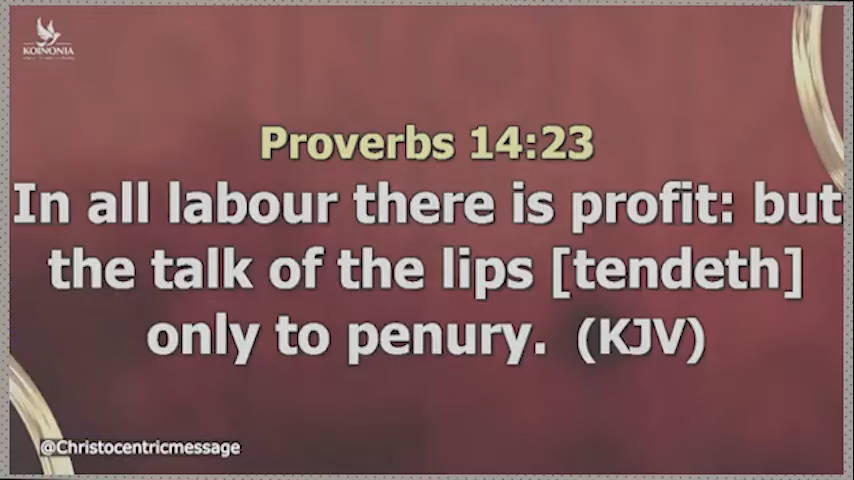 KOINONIA
Proverbs 14:23
In all labour there is profit: but
the talk of the lips [tendeth]
only to penury. (KJV)
@Christocentricmessage